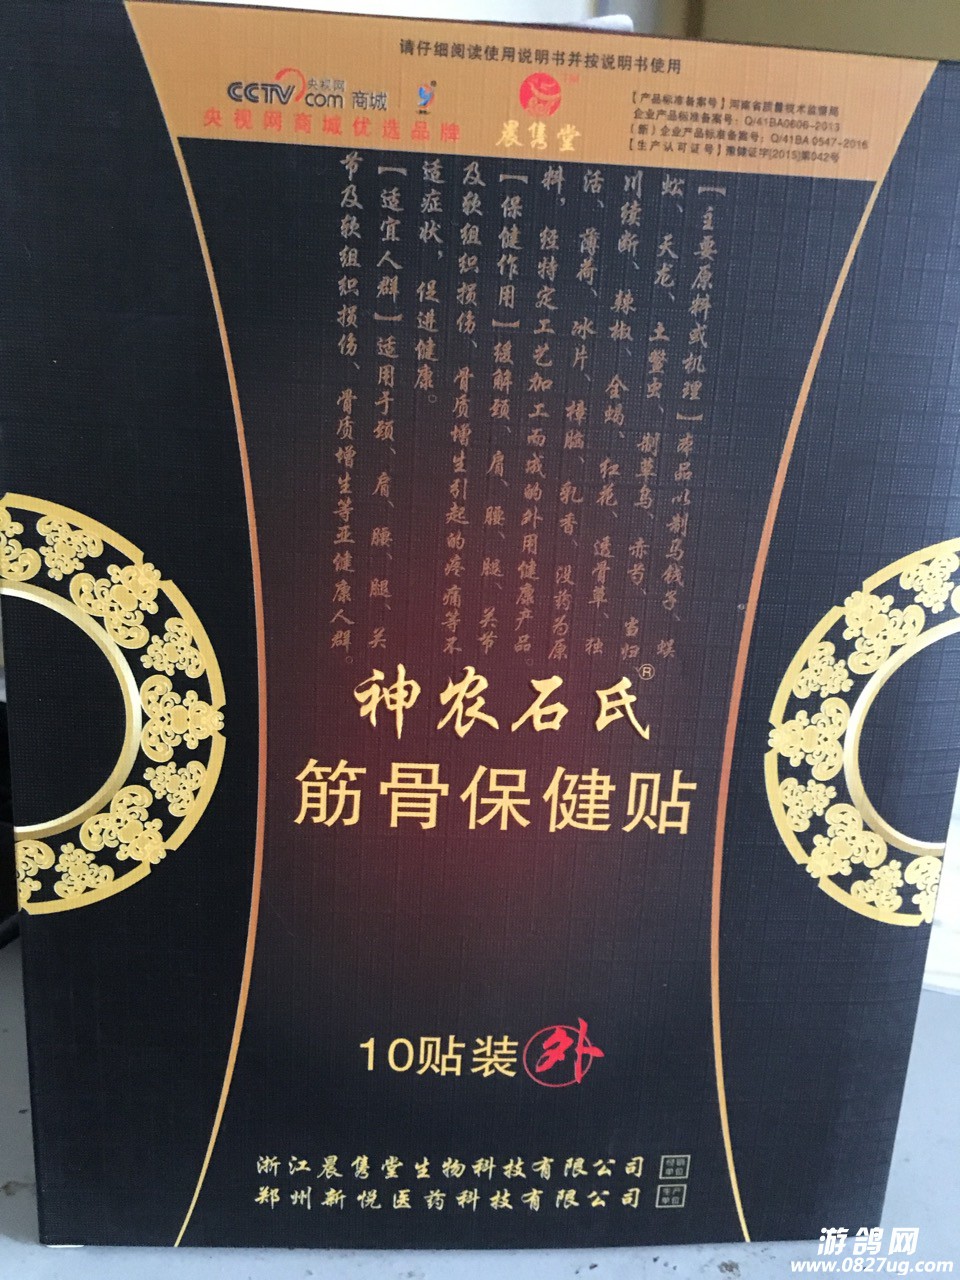 请仔细阅读使用说明书并按说明书使用
CCTV.com 央视网 商城
央视网商城优选品牌
晨隽堂
TM
【产品标准备案号】河南省质量技术监督局
企业产品标准备案号：Q/41BA0606-2013
（新）企业产品标准备案号：Q/41BA 0547-2016
【生产许可证号】豫健证字[2015]第042号
【主要原料或机理】本品以制马钱子、蜈
蚣、天龙、土鳖虫、制草乌、赤芍、当归、
川续断、辣椒、全蝎、红花、透骨草、独
活、薄荷、冰片、樟脑、乳香、没药为原
料，经特定工艺加工而成的外用健康产品。
【保健作用】缓解颈、肩、腰、腿、关节
及软组织损伤、骨质增生引起的疼痛等不
适症状，促进健康。
【适宜人群】适用于颈、肩、腰、腿、关
节及软组织损伤、骨质增生等亚健康人群。
神农石氏®
筋骨保健贴
10贴装 外
浙江晨隽堂生物科技有限公司 经销单位
郑州新悦医药科技有限公司 生产单位
游鸽网
www.0827ug.com